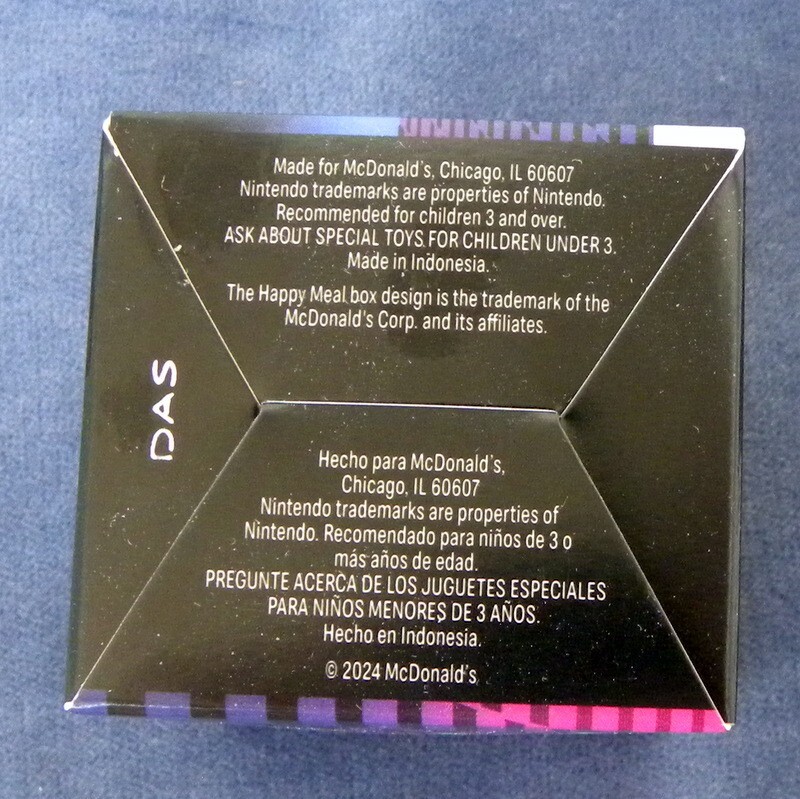 Made for McDonald's, Chicago, IL 60607
Nintendo trademarks are properties of Nintendo.
Recommended for children 3 and over.
ASK ABOUT SPECIAL TOYS FOR CHILDREN UNDER 3.
Made in Indonesia.
The Happy Meal box design is the trademark of the
McDonald's Corp. and its affiliates.
DAS
Hecho para McDonald's,
Chicago, IL 60607
Nintendo trademarks are properties of
Nintendo. Recomendado para niños de 3 o
más años de edad.
PREGUNTE ACERCA DE LOS JUGUETES ESPECIALES
PARA NIÑOS MENORES DE 3 AÑOS.
Hecho en Indonesia.
© 2024 McDonald's